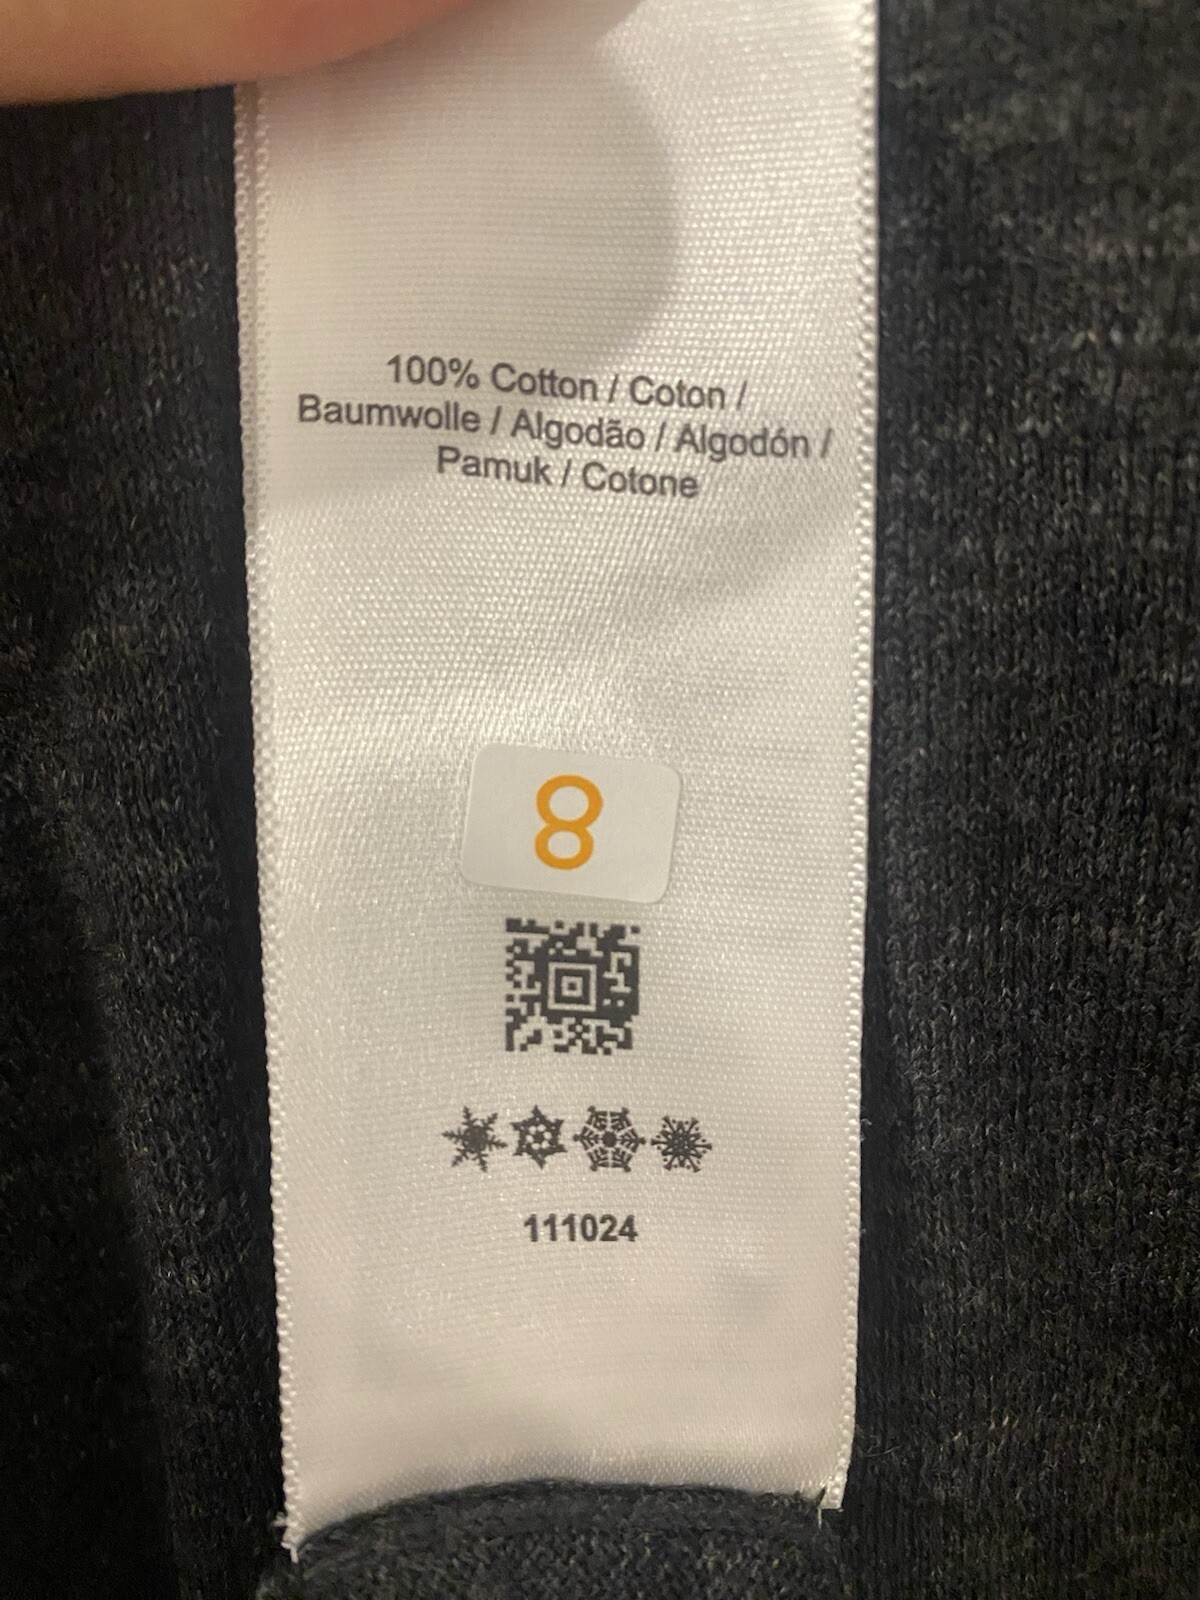 100% Cotton / Coton /
Baumwolle / Algodão / Algodón /
Pamuk / Cotone
8
111024